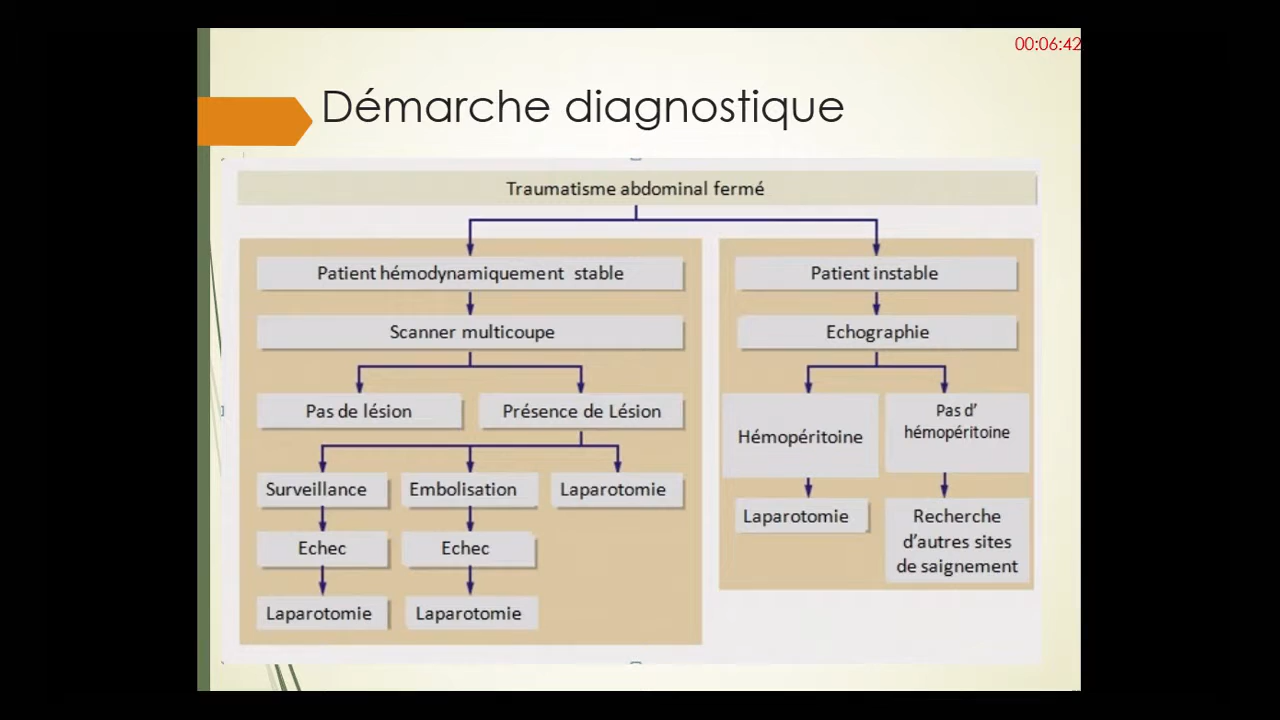 00:06:42
Démarche diagnostique
Traumatisme abdominal fermé
Patient hémodynamiquement stable
Scanner multicoupe
Pas de lésion
Présence de Lésion
Surveillance
Embolisation
Laparotomie
Echec
Echec
Laparotomie
Laparotomie
Patient instable
Echographie
Hémopéritoine
Pas d'
hémopéritoine
Laparotomie
Recherche
d'autres sites
de saignement